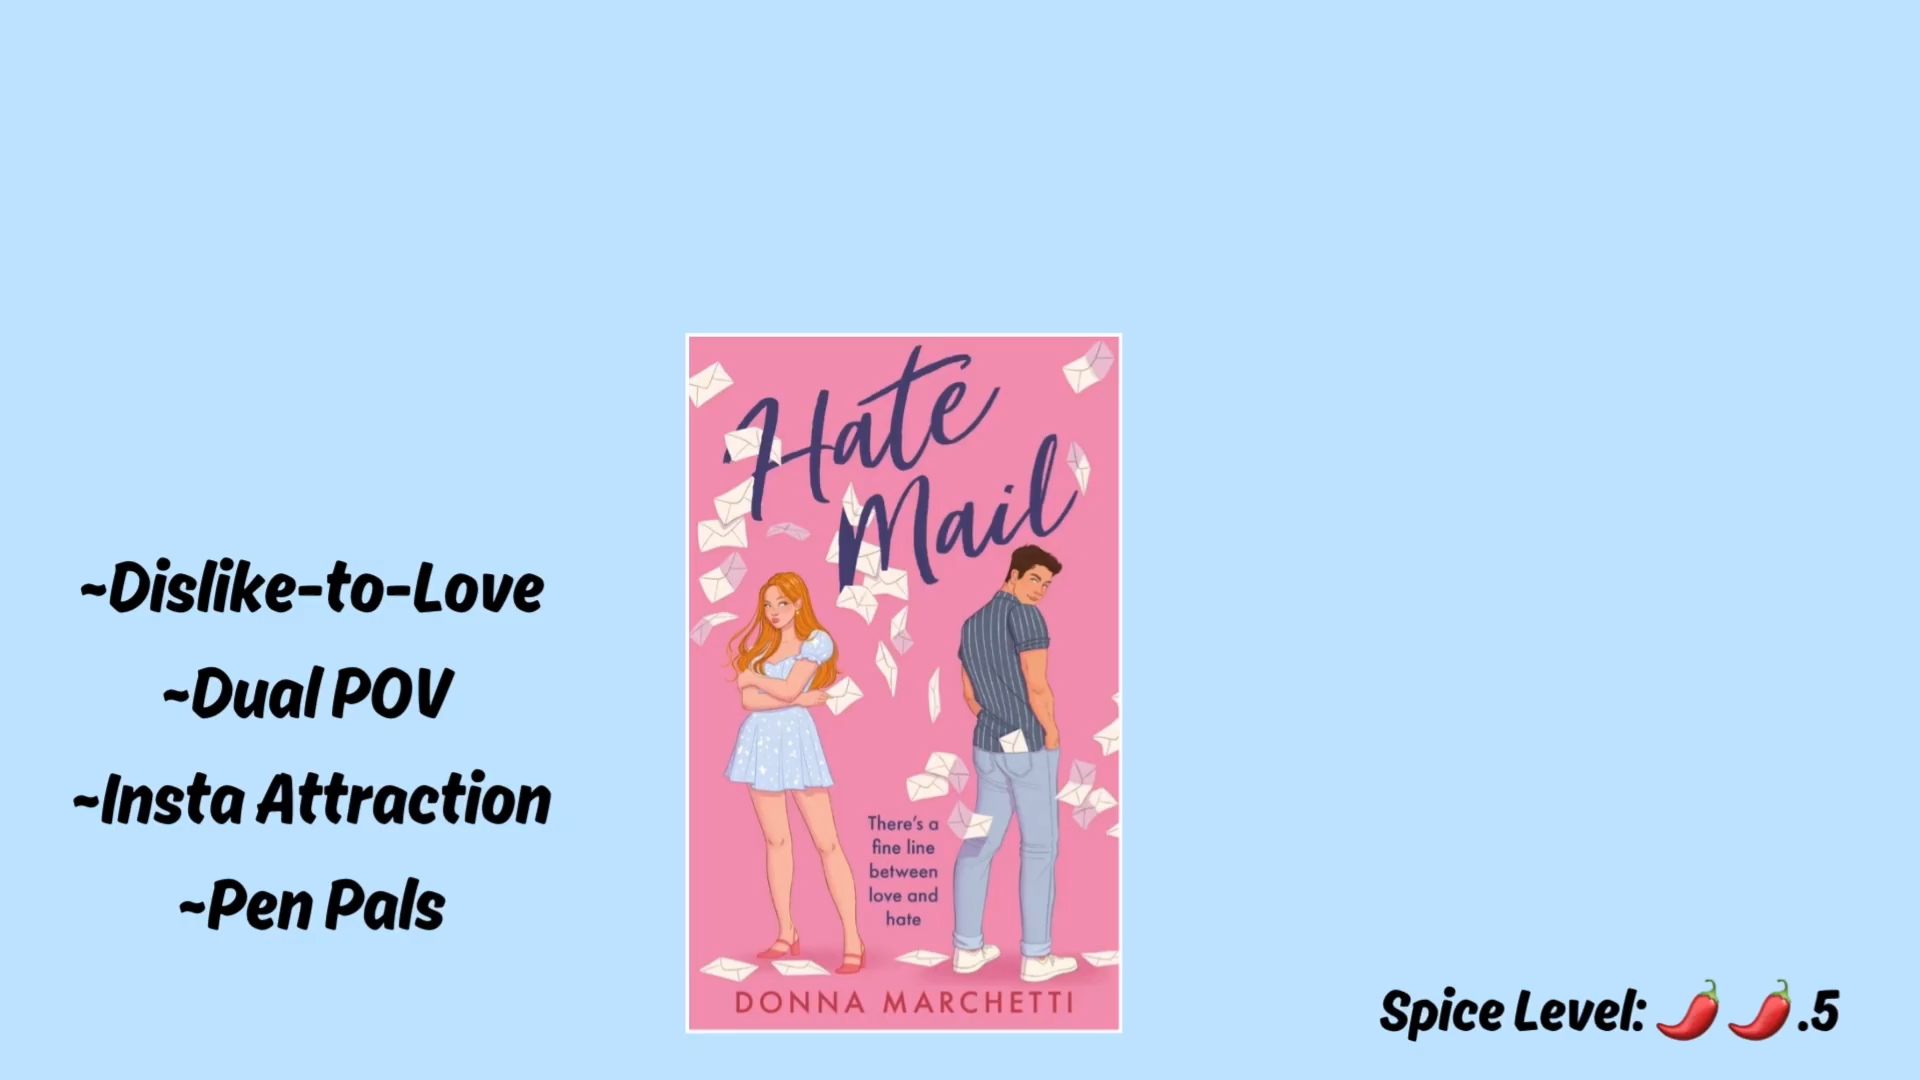 ~Dislike-to-Love
~Dual POV
~Insta Attraction
~Pen Pals
Hate
Mail
There's a
fine line
between
love and
hate
DONNA MARCHETTI
Spice Level: 🌶️🌶️.5